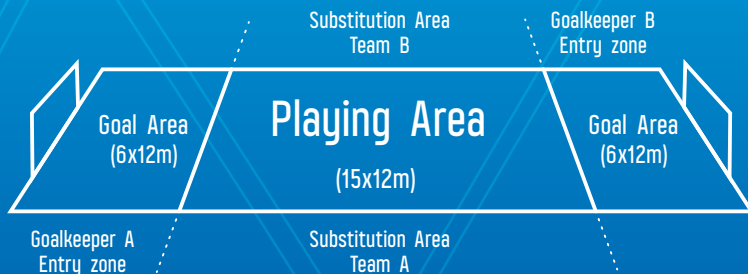 Substitution Area
Team B
Goalkeeper B
Entry zone
Goal Area
(6x12m)
Playing Area
(15x12m)
Goal Area
(6x12m)
Goalkeeper A
Entry zone
Substitution Area
Team A